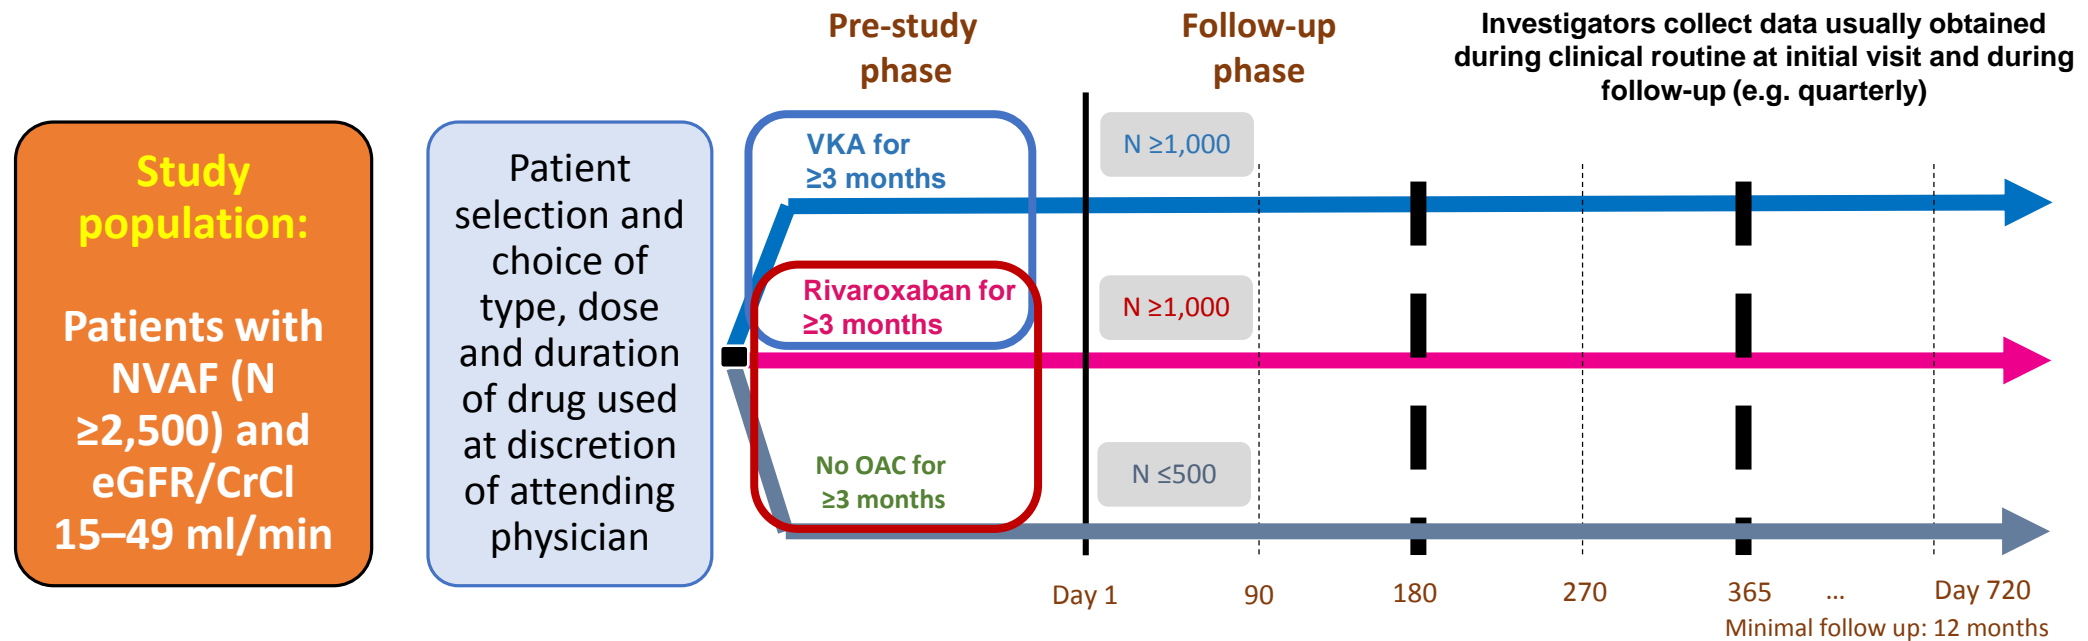 Study
population:
Patients with
NVAF (N
≥2,500) and
eGFR/CrCl
15–49 ml/min
Patient
selection and
choice of
type, dose
and duration
of drug used
at discretion
of attending
physician
Pre-study
phase
Follow-up
phase
Investigators collect data usually obtained
during clinical routine at initial visit and during
follow-up (e.g. quarterly)
VKA for
≥3 months
N ≥1,000
Rivaroxaban for
≥3 months
N ≥1,000
No OAC for
≥3 months
N ≤500
Day 1
90
180
270
365
...
Day 720
Minimal follow up: 12 months